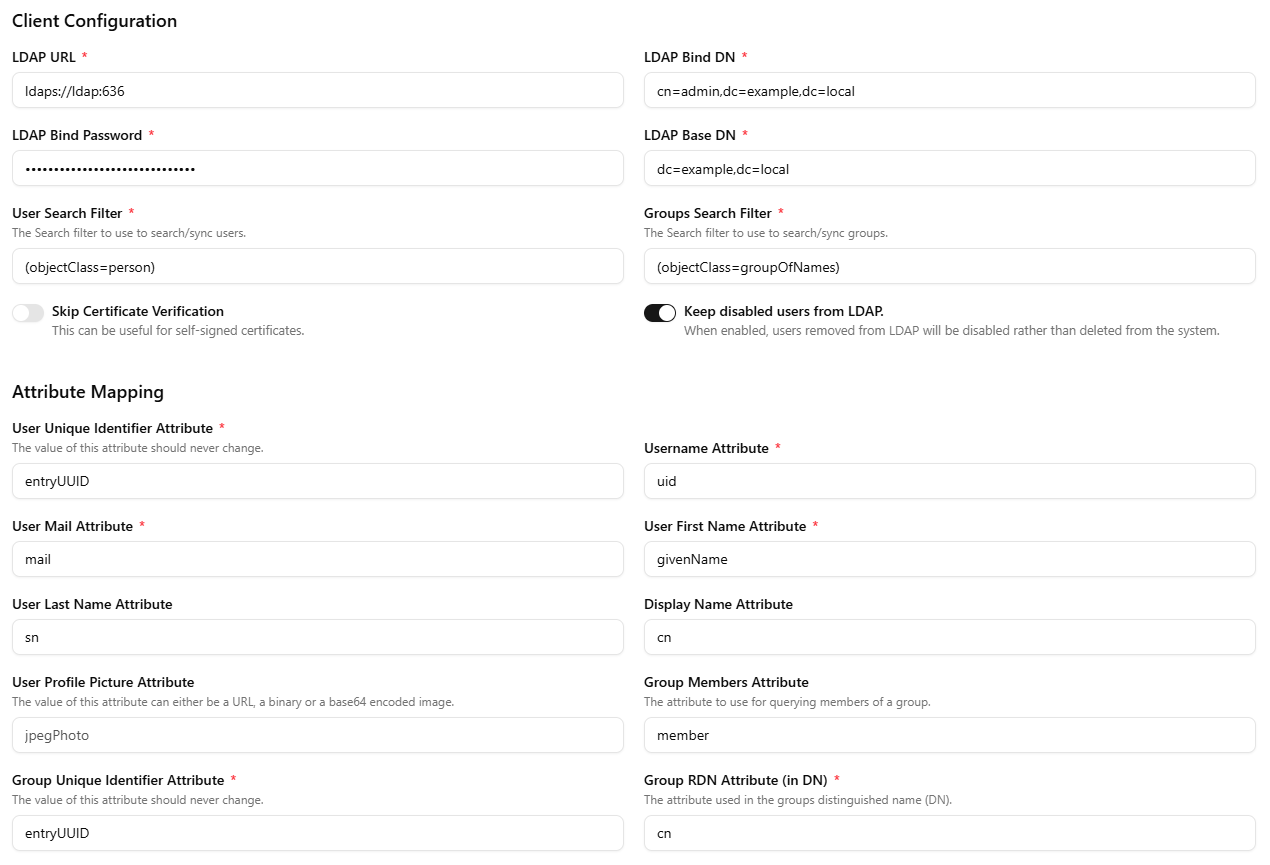 Client Configuration
LDAP URL *
ldaps://ldap:636
LDAP Bind DN *
cn=admin,dc=example,dc=local
LDAP Bind Password *
••••••••••••••••••••••••••••••
LDAP Base DN *
dc=example,dc=local
User Search Filter *
The Search filter to use to search/sync users.
(objectClass=person)
Groups Search Filter *
The Search filter to use to search/sync groups.
(objectClass=groupOfNames)
Skip Certificate Verification
This can be useful for self-signed certificates.
Keep disabled users from LDAP.
When enabled, users removed from LDAP will be disabled rather than deleted from the system.
Attribute Mapping
User Unique Identifier Attribute *
The value of this attribute should never change.
entryUUID
Username Attribute *
uid
User Mail Attribute *
mail
User First Name Attribute *
givenName
User Last Name Attribute
sn
Display Name Attribute
cn
User Profile Picture Attribute
The value of this attribute can either be a URL, a binary or a base64 encoded image.
jpegPhoto
Group Members Attribute
The attribute to use for querying members of a group.
member
Group Unique Identifier Attribute *
The value of this attribute should never change.
entryUUID
Group RDN Attribute (in DN) *
The attribute used in the groups distinguished name (DN).
cn